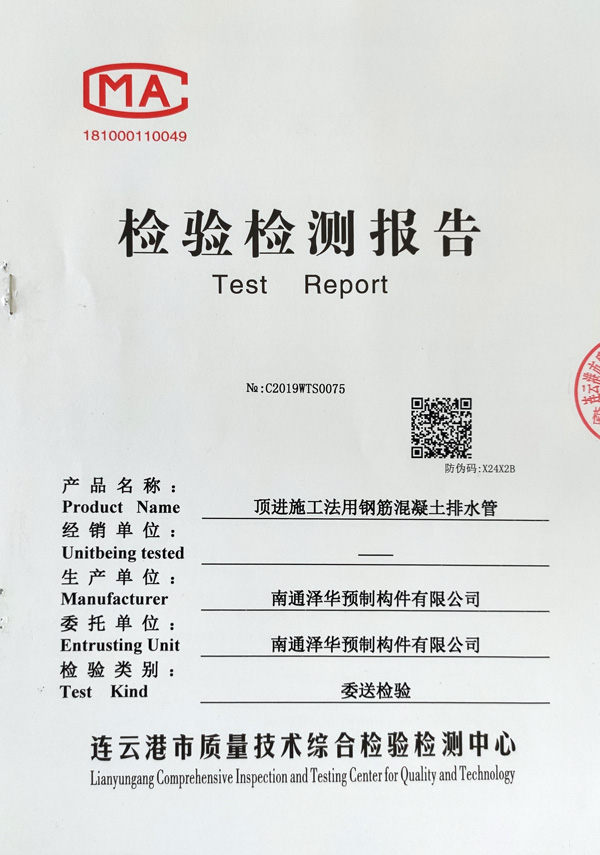 CMA
181000110049
检验检测报告
Test Report
№:C2019WTS0075
防伪码:X24X2B
产品名称：
Product Name 顶进施工法用钢筋混凝土排水管
经销单位：
Unitbeing tested ——
生产单位：
Manufacturer 南通泽华预制构件有限公司
委托单位：
Entrusting Unit 南通泽华预制构件有限公司
检验类别：
Test Kind 委送检验
连云港市质量技术综合检验检测中心
Lianyungang Comprehensive Inspection and Testing Center for Quality and Technology